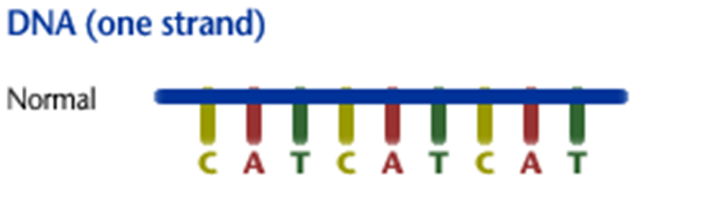 DNA (one strand)
Normal
C A T C A T C A T